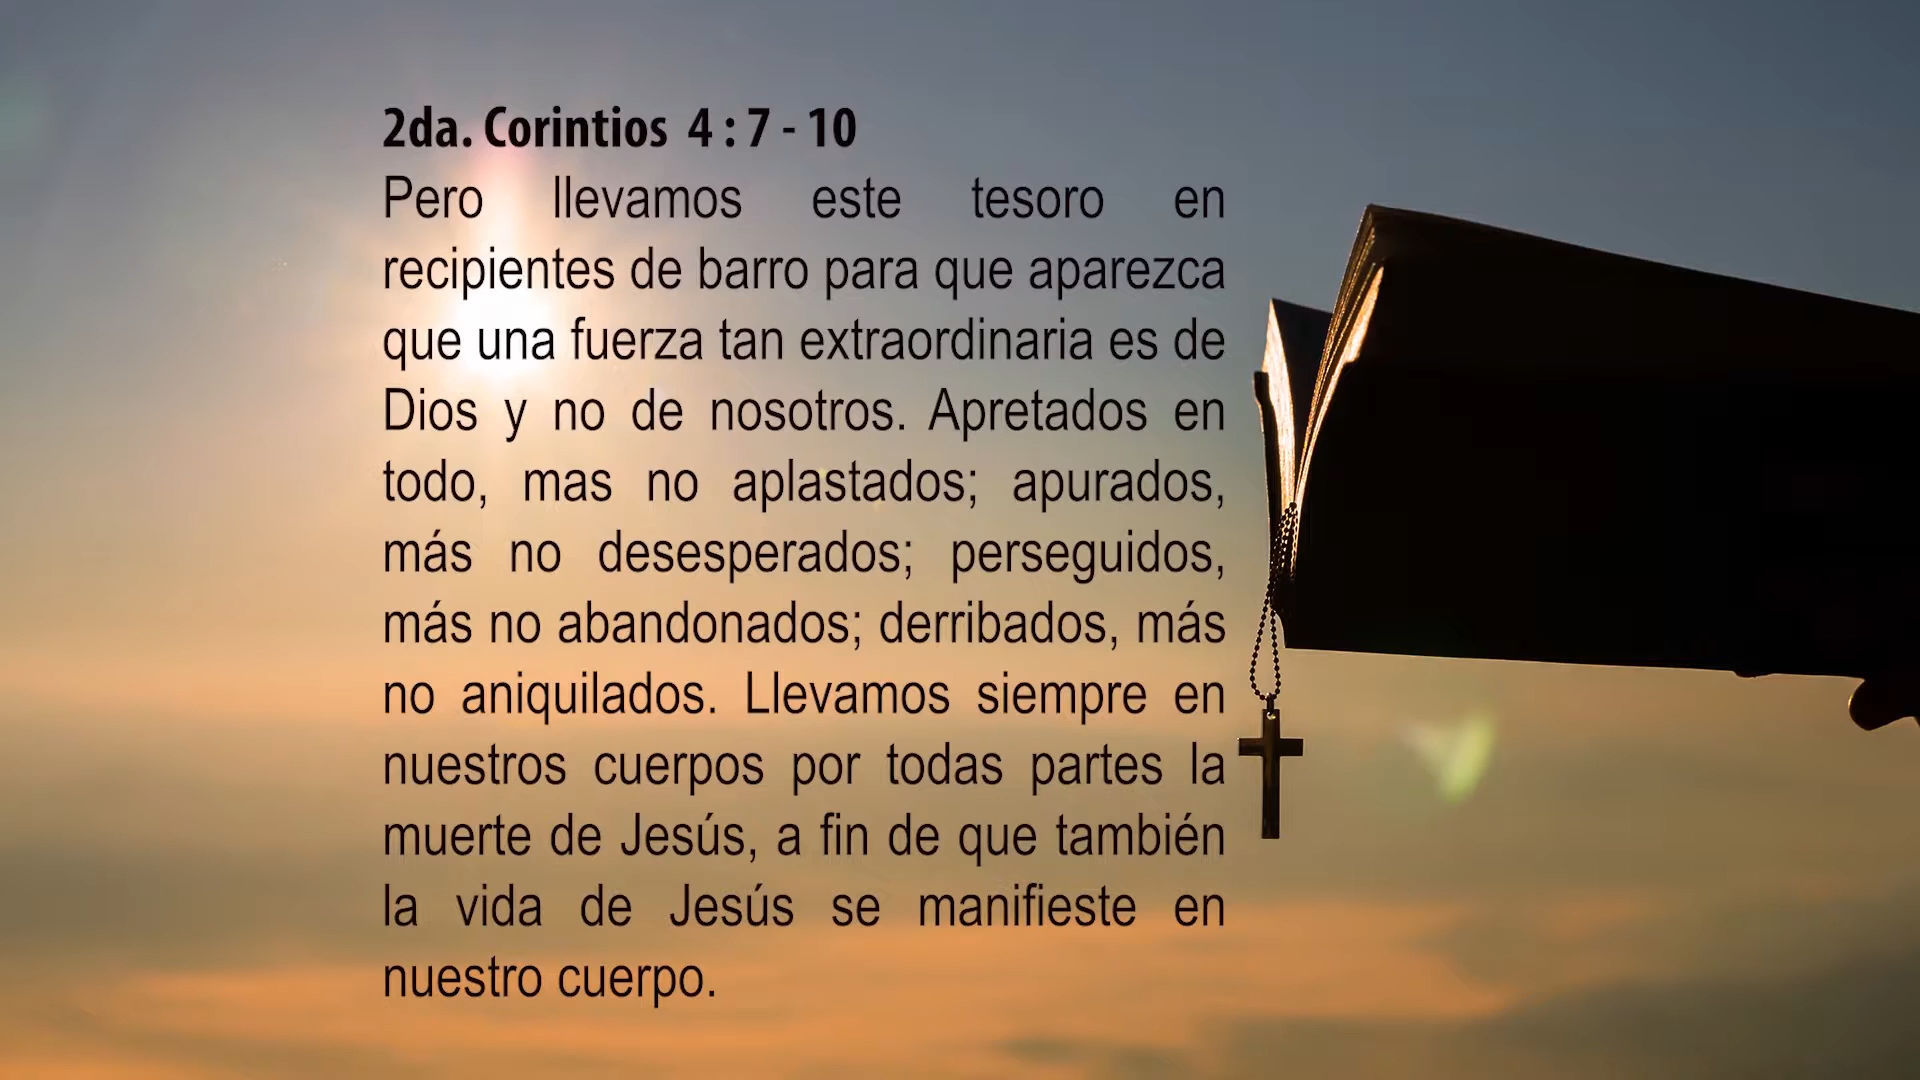 2da. Corintios 4 : 7 - 10
Pero llevamos este tesoro en
recipientes de barro para que aparezca
que una fuerza tan extraordinaria es de
Dios y no de nosotros. Apretados en
todo, mas no aplastados; apurados,
más no desesperados; perseguidos,
más no abandonados; derribados, más
no aniquilados. Llevamos siempre en
nuestros cuerpos por todas partes la
muerte de Jesús, a fin de que también
la vida de Jesús se manifieste en
nuestro cuerpo.